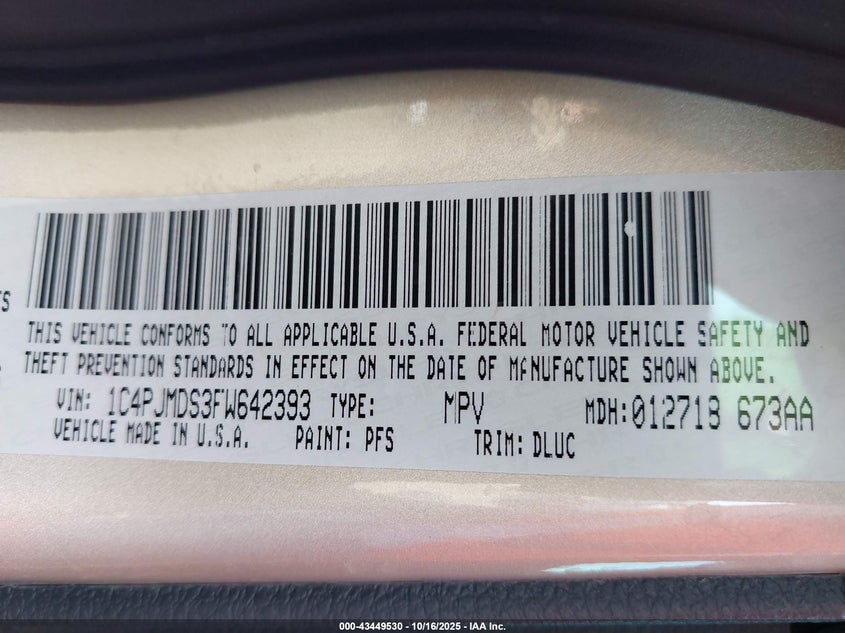 TS
THIS VEHICLE CONFORMS TO ALL APPLICABLE U.S.A. FEDERAL MOTOR VEHICLE SAFETY AND
THEFT PREVENTION STANDARDS IN EFFECT ON THE DATE OF MANUFACTURE SHOWN ABOVE.
VIN: 1C4PJMDS3FW642393 TYPE: MPV MDH:012718 673AA
VEHICLE MADE IN U.S.A. PAINT: PFS TRIM: DLUC
000-43449530 - 10/16/2025 - IAA Inc.